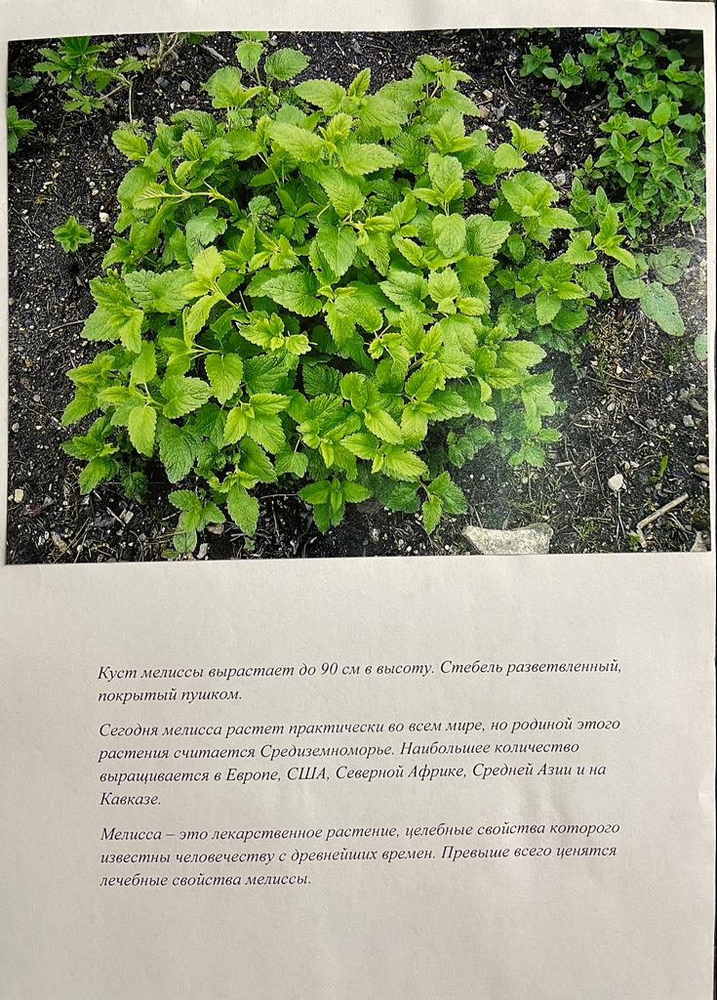 Куст мелиссы вырастает до 90 см в высоту. Стебель разветвленный,
покрытый пушком.
Сегодня мелисса растет практически во всем мире, но родиной этого
растения считается Средиземноморье. Наибольшее количество
выращивается в Европе, США, Северной Африке, Средней Азии и на
Кавказе.
Мелисса – это лекарственное растение, целебные свойства которого
известны человечеству с древнейших времен. Превыше всего ценятся
лечебные свойства мелиссы.